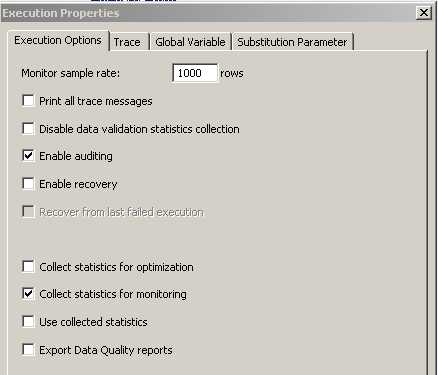 Execution Properties
Execution Options Trace Global Variable Substitution Parameter
Monitor sample rate: 1000 rows
Print all trace messages
Disable data validation statistics collection
Enable auditing
Enable recovery
Recover from last failed execution
Collect statistics for optimization
Collect statistics for monitoring
Use collected statistics
Export Data Quality reports